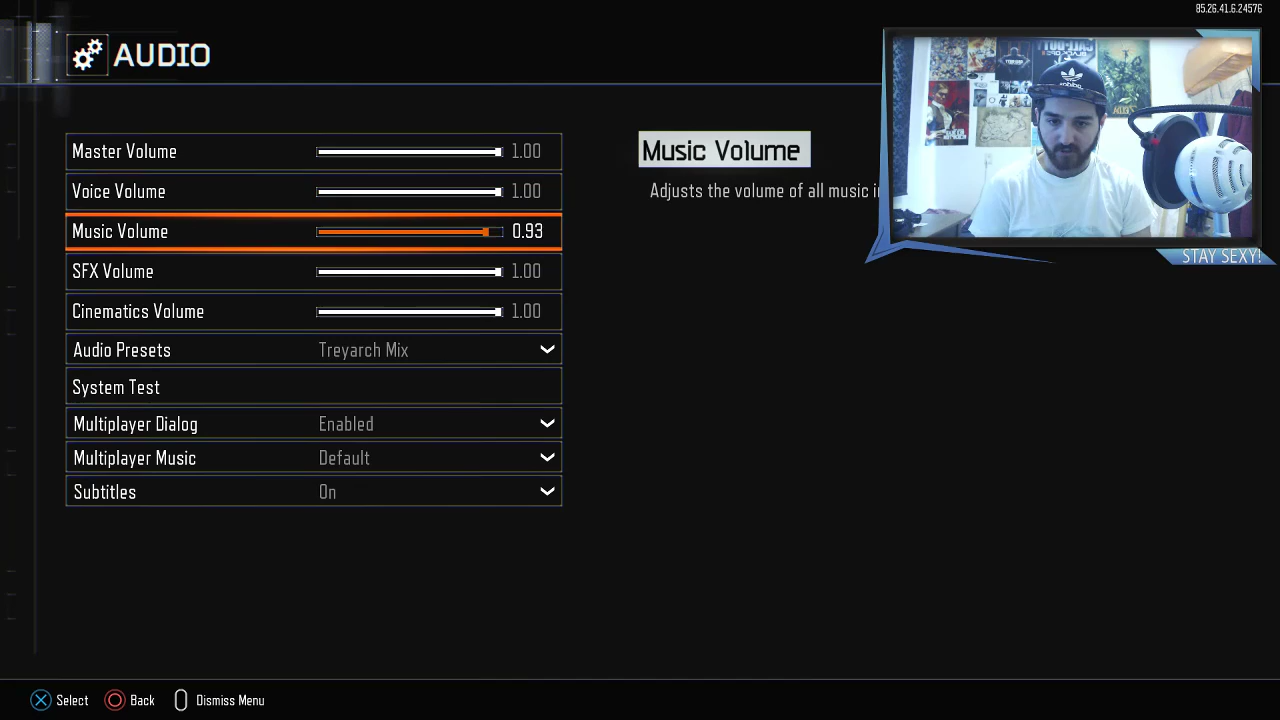 85.26.41.6.24576
AUDIO
Master Volume 1.00
Voice Volume 1.00
Music Volume 0.93
SFX Volume 1.00
Cinematics Volume 1.00
Audio Presets Treyarch Mix
System Test
Multiplayer Dialog Enabled
Multiplayer Music Default
Subtitles On
Music Volume
Adjusts the volume of all music
adidas
STAY SEXY!
Select Back Dismiss Menu